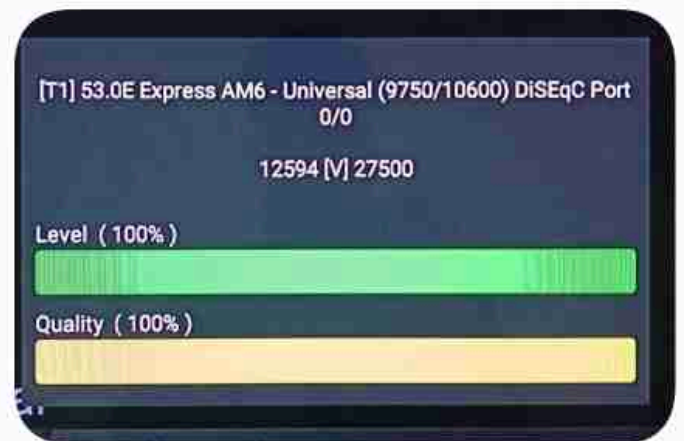 [T1] 53.0E Express AM6 - Universal (9750/10600) DiSEqC Port
0/0
12594 [V] 27500
Level ( 100% )
Quality ( 100% )